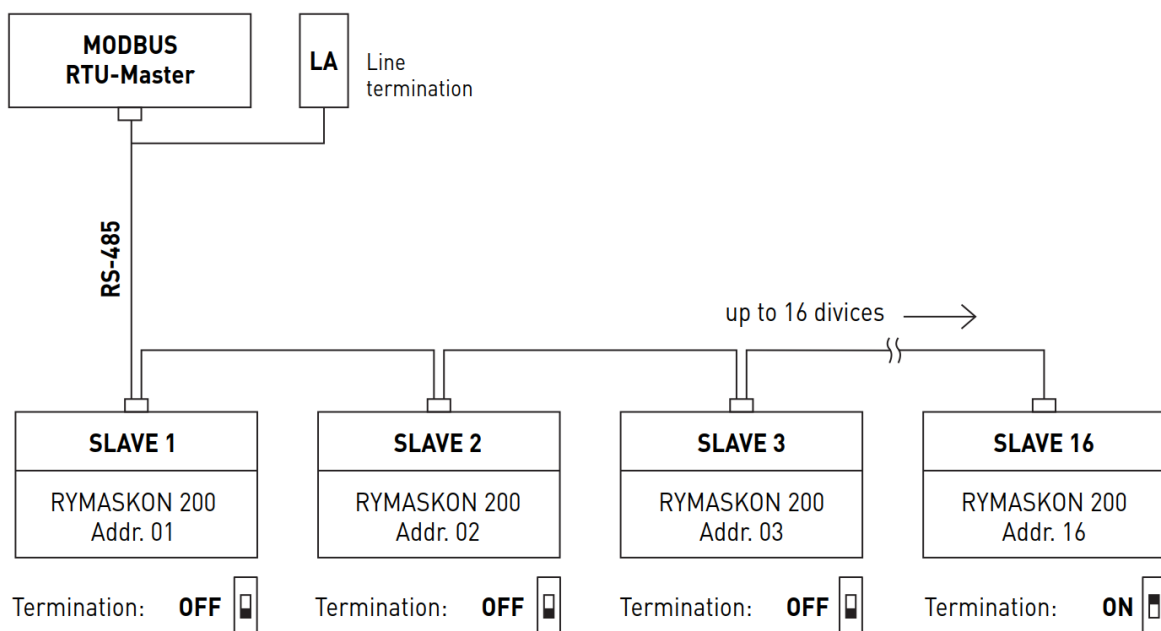 MODBUS
RTU-Master
LA
Line
termination
RS-485
up to 16 divices
SLAVE 1
RYMASKON 200
Addr. 01
SLAVE 2
RYMASKON 200
Addr. 02
SLAVE 3
RYMASKON 200
Addr. 03
SLAVE 16
RYMASKON 200
Addr. 16
Termination: OFF
Termination: OFF
Termination: OFF
Termination: ON